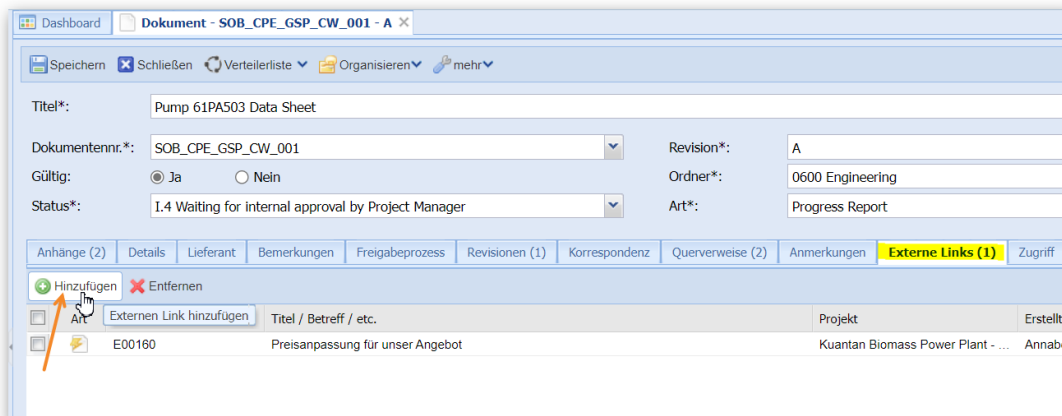 Dashboard Dokument - SOB_CPE_GSP_CW_001 - A
Speichern Schließen Verteilerliste Organisieren mehr
Titel*: Pump 61PA503 Data Sheet
Dokumentennr.*: SOB_CPE_GSP_CW_001 Revision*: A
Gültig: Ja Nein Ordner*: 0600 Engineering
Status*: I.4 Waiting for internal approval by Project Manager Art*: Progress Report
Anhänge (2) Details Lieferant Bemerkungen Freigabeprozess Revisionen (1) Korrespondenz Querverweise (2) Anmerkungen Externe Links (1) Zugriff
Hinzufügen Entfernen
Externen Link hinzufügen
Art Titel / Betreff / etc. Projekt Erstellt
E00160 Preisanpassung für unser Angebot Kuantan Biomass Power Plant - ... Annab